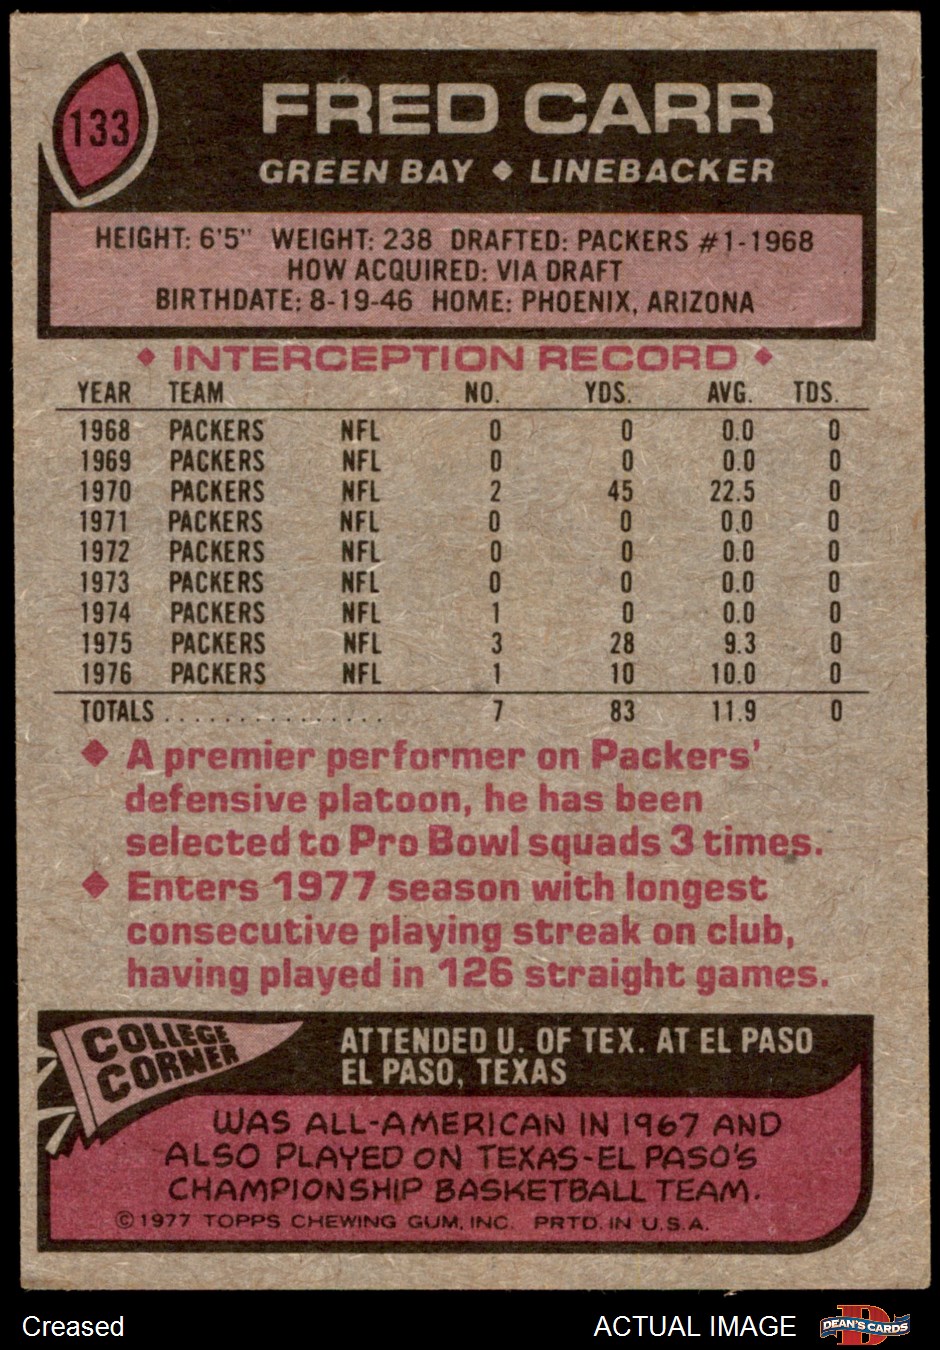 133
FRED CARR
GREEN BAY ◆ LINEBACKER
HEIGHT: 6'5" WEIGHT: 238 DRAFTED: PACKERS #1-1968
HOW ACQUIRED: VIA DRAFT
BIRTHDATE: 8-19-46 HOME: PHOENIX, ARIZONA
◆ INTERCEPTION RECORD ◆
YEAR TEAM NO. YDS. AVG. TDS.
1968 PACKERS NFL 0 0 0.0 0
1969 PACKERS NFL 0 0 0.0 0
1970 PACKERS NFL 2 45 22.5 0
1971 PACKERS NFL 0 0 0.0 0
1972 PACKERS NFL 0 0 0.0 0
1973 PACKERS NFL 0 0 0.0 0
1974 PACKERS NFL 1 0 0.0 0
1975 PACKERS NFL 3 28 9.3 0
1976 PACKERS NFL 1 10 10.0 0
TOTALS . . . . . . . . . . . . . . . 7 83 11.9 0
◆ A premier performer on Packers'
defensive platoon, he has been
selected to Pro Bowl squads 3 times.
◆ Enters 1977 season with longest
consecutive playing streak on club,
having played in 126 straight games.
COLLEGE
CORNER
ATTENDED U. OF TEX. AT EL PASO
EL PASO, TEXAS
WAS ALL-AMERICAN IN 1967 AND
ALSO PLAYED ON TEXAS-EL PASO'S
CHAMPIONSHIP BASKETBALL TEAM.
©1977 TOPPS CHEWING GUM, INC. PRTD. IN U.S.A.
Creased
ACTUAL IMAGE
D
DEAN'S CARDS